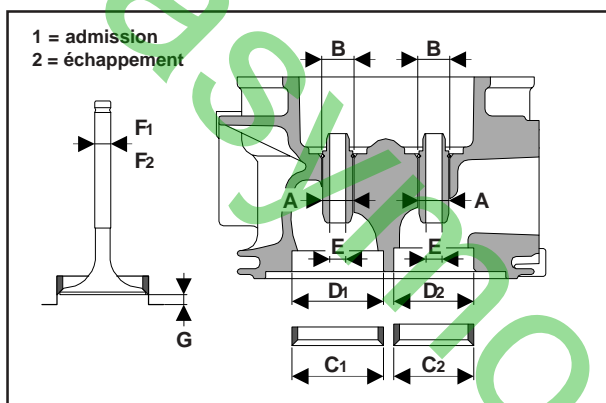 1 = admission
2 = échappement
B B
F1
F2
A A
E E
D1 D2
G
C1 C2